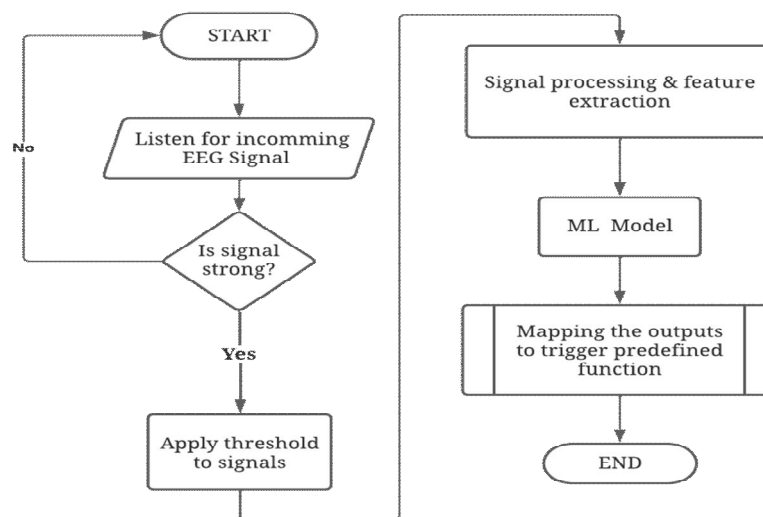 START
Listen for incomming
EEG Signal
Is signal
strong?
No
Yes
Apply threshold
to signals
Signal processing & feature
extraction
ML Model
Mapping the outputs
to trigger predefined
function
END